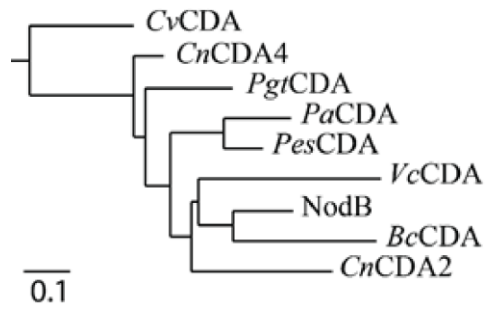 CvCDA
CnCDA4
PgtCDA
PaCDA
PesCDA
VcCDA
NodB
BcCDA
CnCDA2
0.1